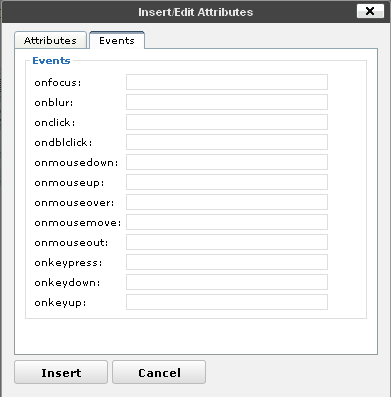 Insert/Edit Attributes
Attributes Events
Events
onfocus:
onblur:
onclick:
ondblclick:
onmousedown:
onmouseup:
onmouseover:
onmousemove:
onmouseout:
onkeypress:
onkeydown:
onkeyup:
Insert Cancel